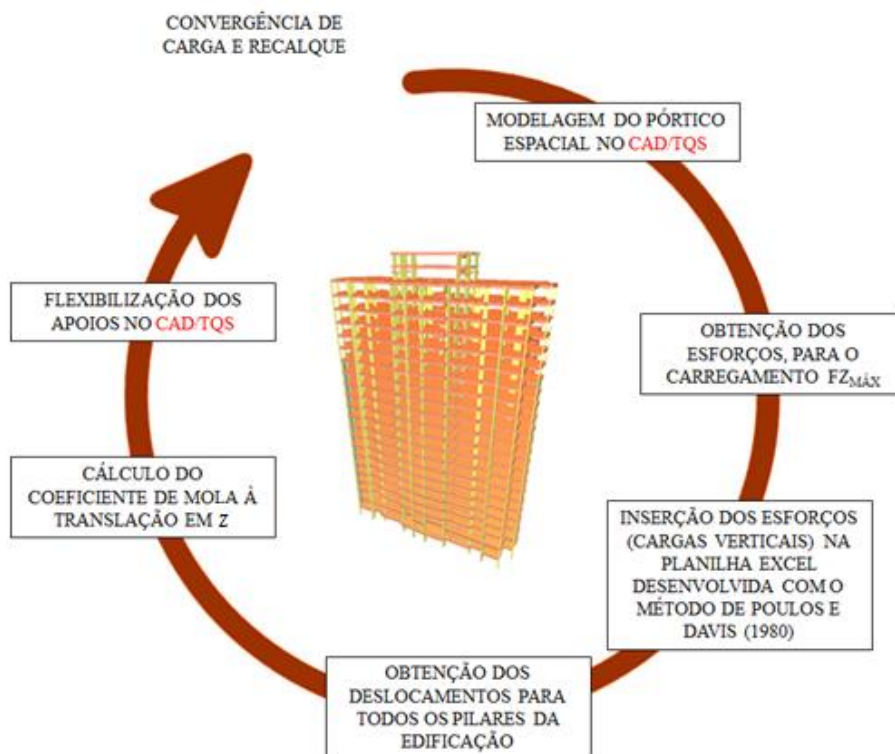 CONVERGÊNCIA DE
CARGA E RECALQUE
MODELAGEM DO PÓRTICO
ESPACIAL NO CAD/TQS
OBTENÇÃO DOS
ESFORÇOS, PARA O
CARREGAMENTO FZMÁX
INSERÇÃO DOS ESFORÇOS
(CARGAS VERTICAIS) NA
PLANILHA EXCEL
DESENVOLVIDA COM O
MÉTODO DE POULOS E
DAVIS (1980)
OBTENÇÃO DOS
DESLOCAMENTOS PARA
TODOS OS PILARES DA
EDIFICAÇÃO
CÁLCULO DO
COEFICIENTE DE MOLA À
TRANSLAÇÃO EM Z
FLEXIBILIZAÇÃO DOS
APOIOS NO CAD/TQS